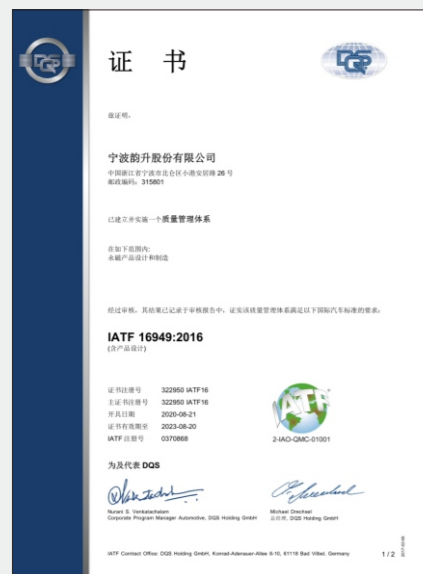 DQS
DQS
证 书
兹证明,
宁波韵升股份有限公司
中国浙江省宁波市北仑区小港安居路 26 号
邮政编码: 315801
已建立并实施一个质量管理体系
在如下范围内:
永磁产品设计和制造
经过审核, 其结果已记录于审核报告中, 证实该质量管理体系满足以下国际汽车标准的要求:
IATF 16949:2016
(含产品设计)
证书注册号 322950 IATF16
主证书注册号 322950 IATF16
开具日期 2020-08-21
证书有效期至 2023-08-20
IATF 注册号 0370868
IATF
2-IAO-QMC-01001
为及代表 DQS
Nurani S. Venkatachalam
Corporate Program Manager Automotive, DQS Holding GmbH
Michael Drechsel
总经理, DQS Holding GmbH
IATF Contact Office: DQS Holding GmbH, Konrad-Adenauer-Allee 8-10, 61118 Bad Vilbel, Germany
1 / 2